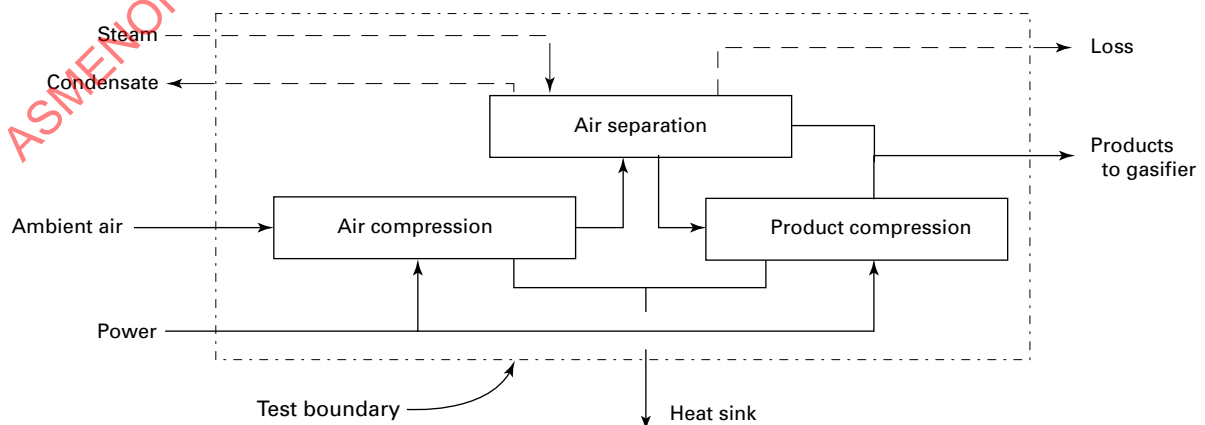 ASMENO
Steam
Loss
Condensate
Air separation
Products
to gasifier
Ambient air
Air compression
Product compression
Power
Test boundary
Heat sink